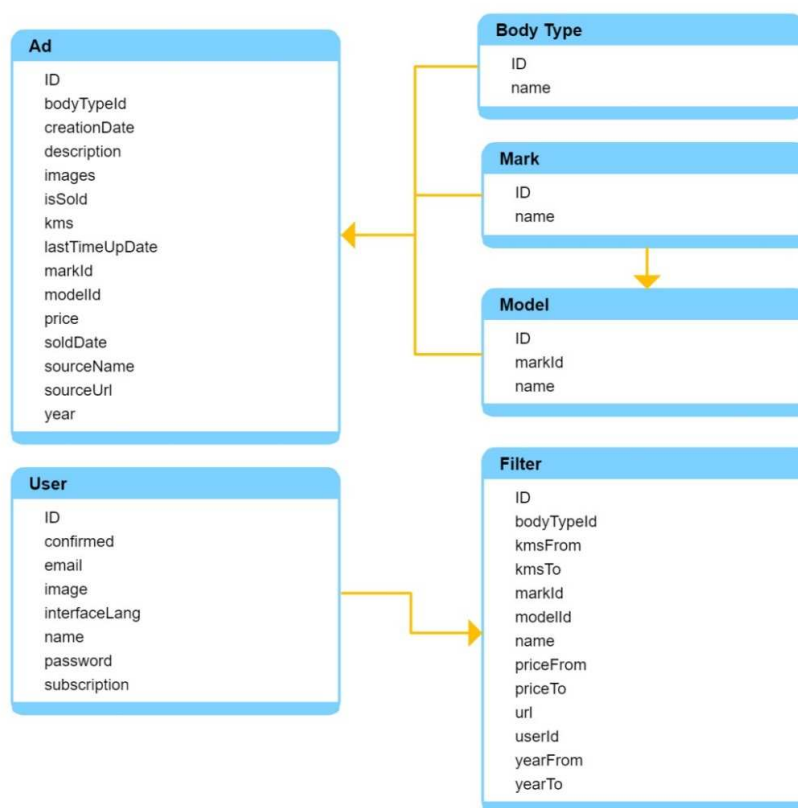 Ad
ID
bodyTypeId
creationDate
description
images
isSold
kms
lastTimeUpDate
markId
modelId
price
soldDate
sourceName
sourceUrl
year
Body Type
ID
name
Mark
ID
name
Model
ID
markId
name
User
ID
confirmed
email
image
interfaceLang
name
password
subscription
Filter
ID
bodyTypeId
kmsFrom
kmsTo
markId
modelId
name
priceFrom
priceTo
url
userId
yearFrom
yearTo